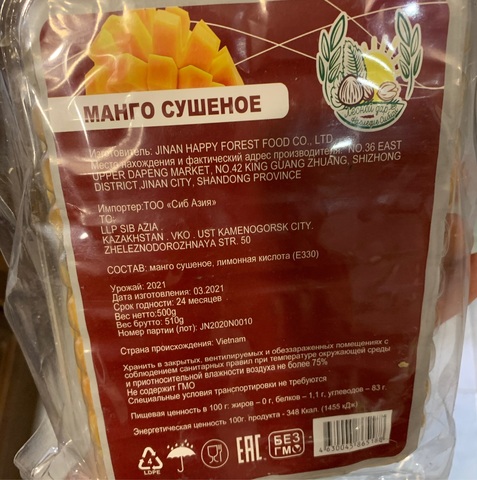 МАНГО СУШЕНОЕ
Изготовитель: JINAN HAPPY FOREST FOOD CO., LTD
Место нахождения и фактический адрес производителя: NO.36 EAST
UPPER DAPENG MARKET, NO.42 KING GUANG ZHUANG, SHIZHONG
DISTRICT,JINAN CITY, SHANDONG PROVINCE
Импортер:ТОО «Сиб Азия»
TO:
LLP SIB AZIA .
KAZAKHSTAN . VKO . UST KAMENOGORSK CITY.
ZHELEZNODOROZHNAYA STR. 50
СОСТАВ: манго сушеное, лимонная кислота (Е330)
Урожай: 2021
Дата изготовления: 03.2021
Срок годности: 24 месяцев
Вес нетто:500g
Вес брутто: 510g
Номер партии (лот): JN2020N0010
Страна происхождения: Vietnam
Хранить в закрытых, вентилируемых и обеззараженных помещениях с
соблюдением санитарных правил при температуре окружающей среды
и приотносительной влажности воздуха не более 75%
Не содержит ГМО
Специальные условия транспортировки не требуются
Пищевая ценность в 100 г: жиров – 0 г, белков – 1,1 г, углеводов – 83 г.
Энергетическая ценность 100г. продукта - 348 Ккал. (1455 кДж)
4
LDPE
EAC
БЕЗ
ГМО